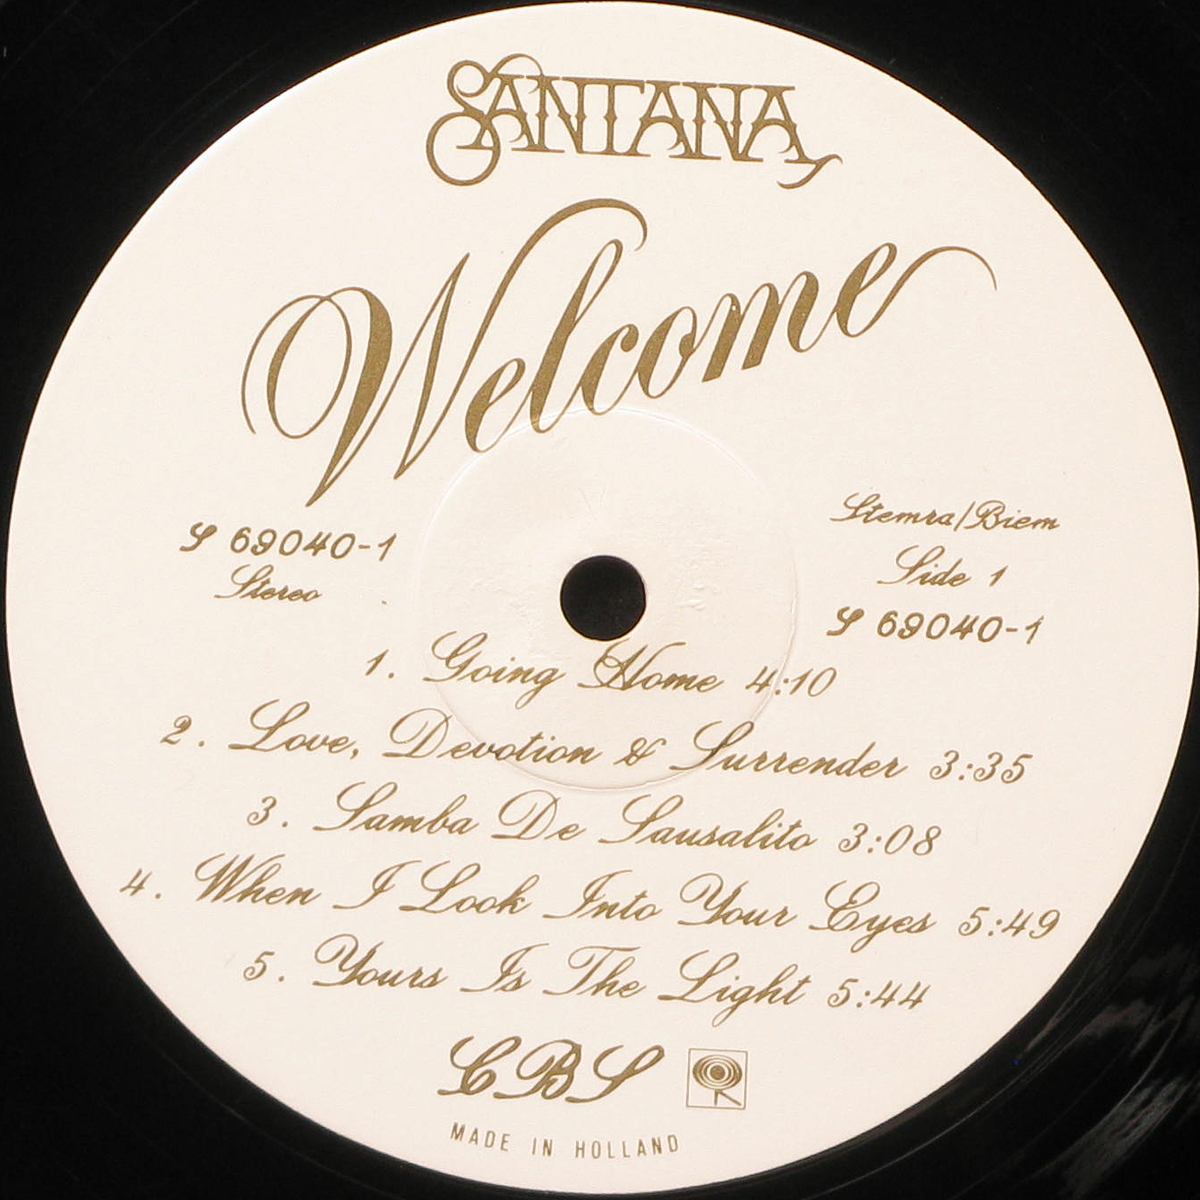 SANTANA
Welcome
S 69040-1
Stereo
Stemra/Biem
Side 1
S 69040-1
1. Going Home 4:10
2. Love, Devotion & Surrender 3:35
3. Samba De Sausalito 3:08
4. When I Look Into Your Eyes 5:49
5. Yours Is The Light 5:44
CBS
MADE IN HOLLAND